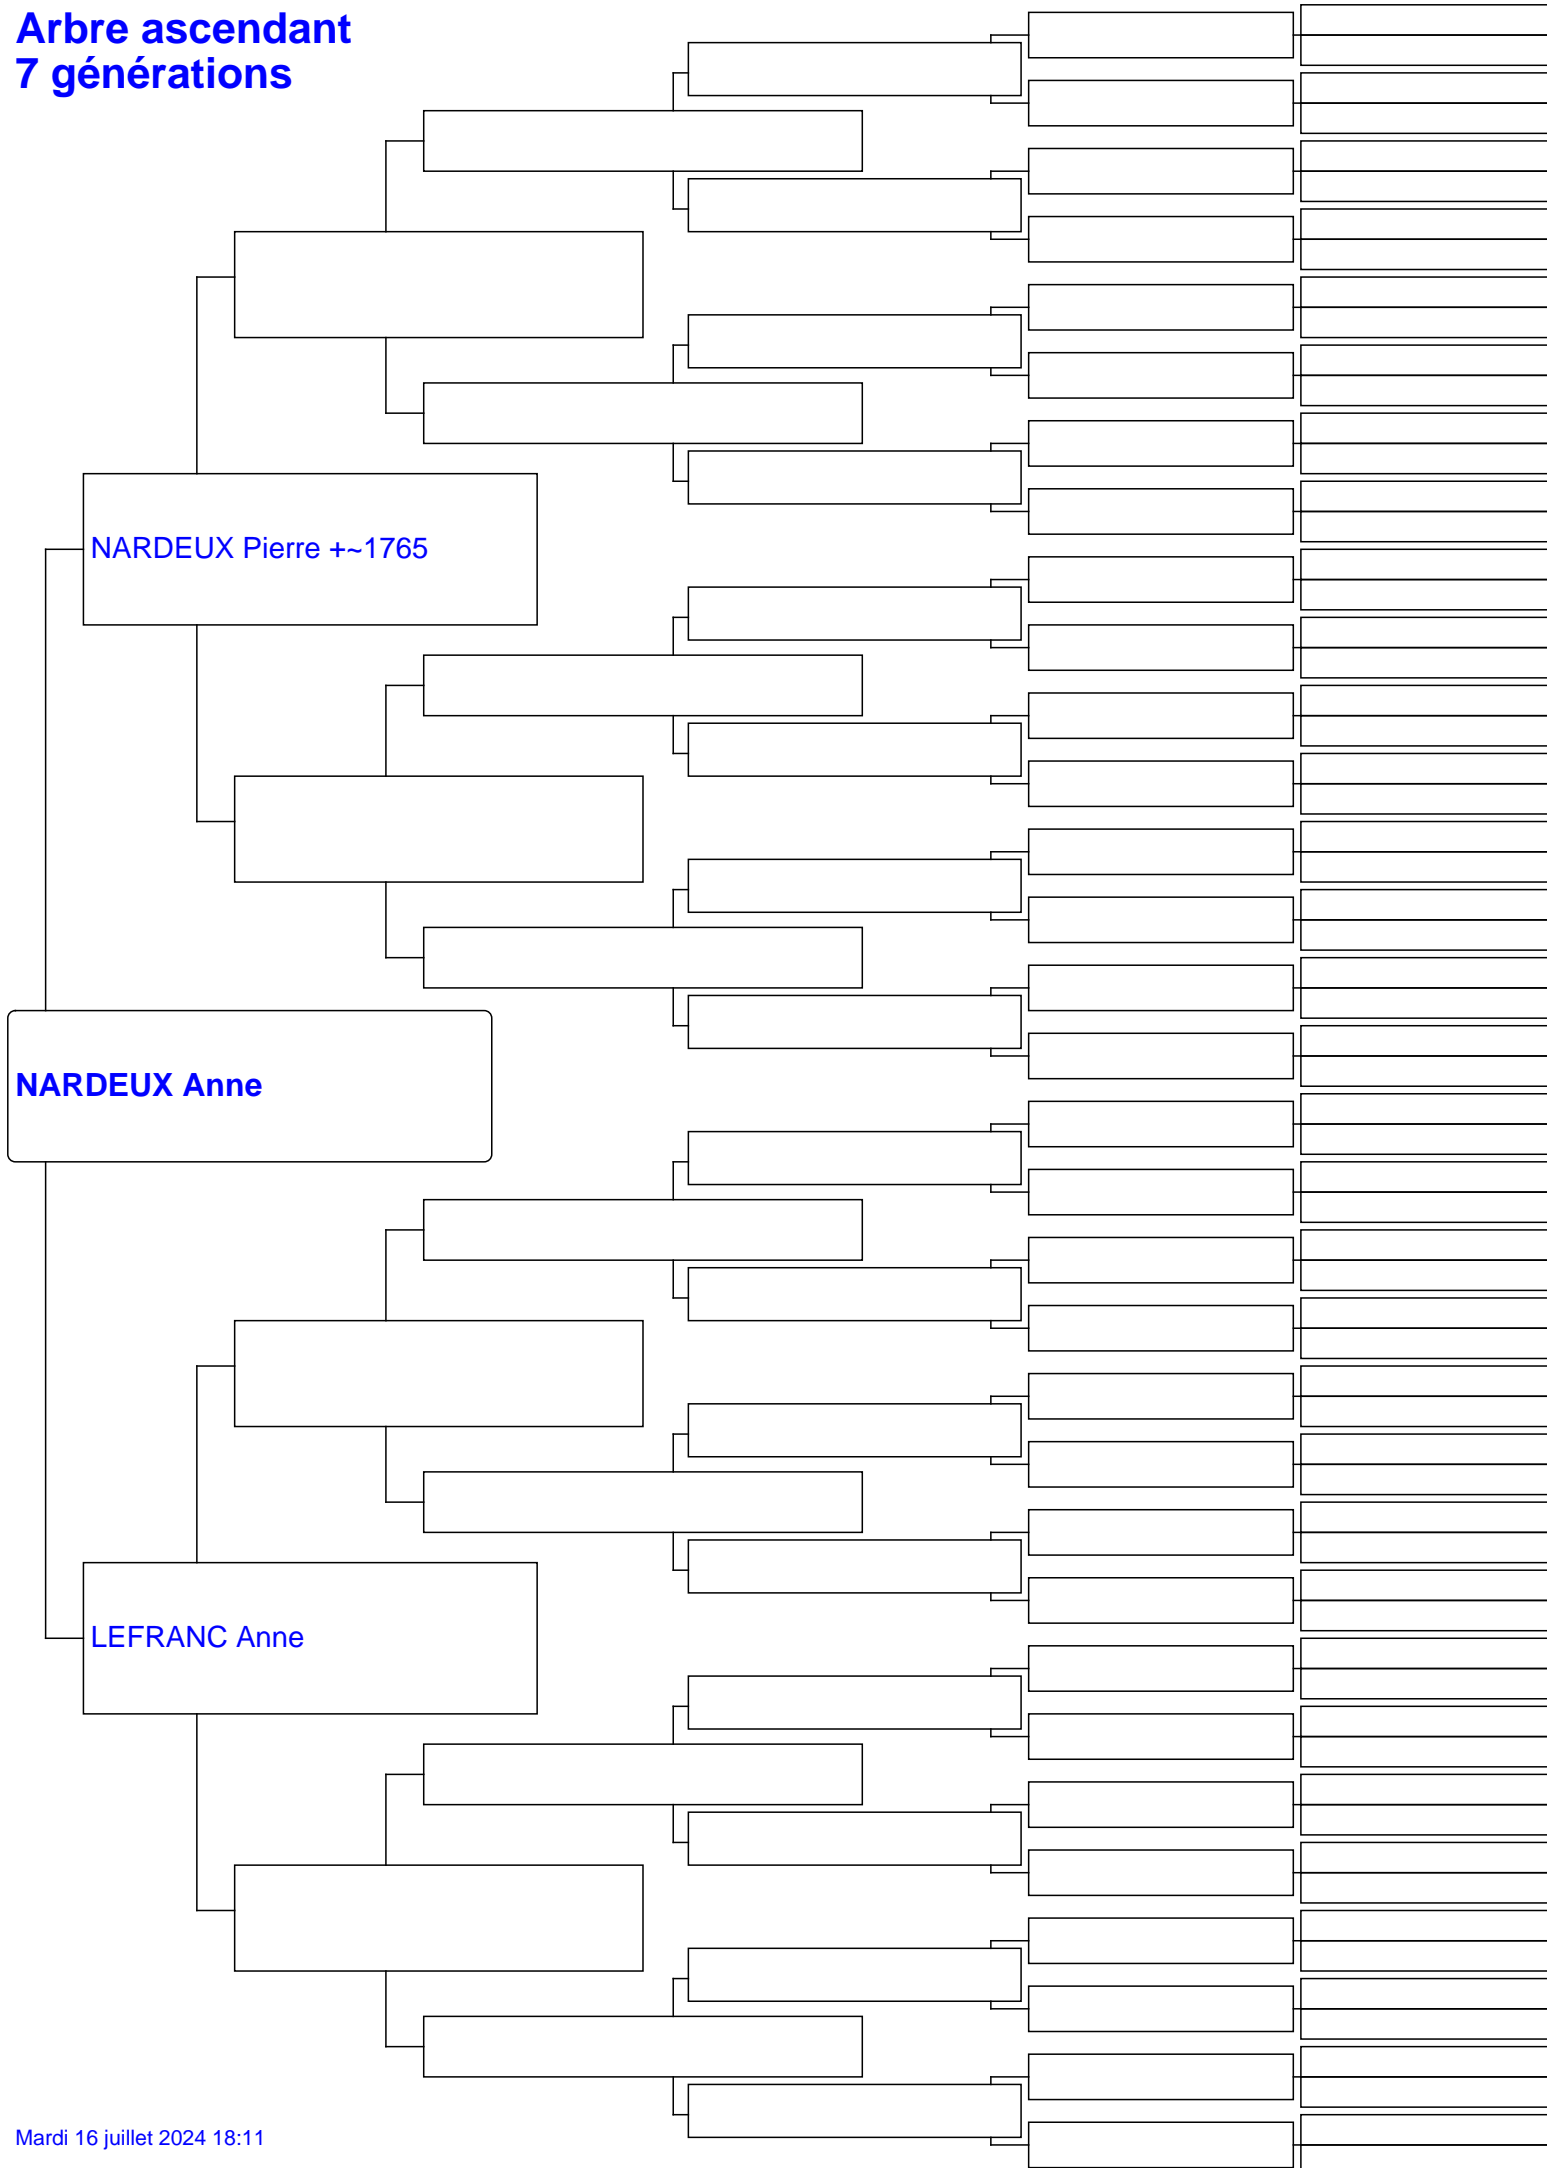 Arbre ascendant
7 générations
NARDEUX Pierre +~1765
NARDEUX Anne
LEFRANC Anne
Mardi 16 juillet 2024 18:11